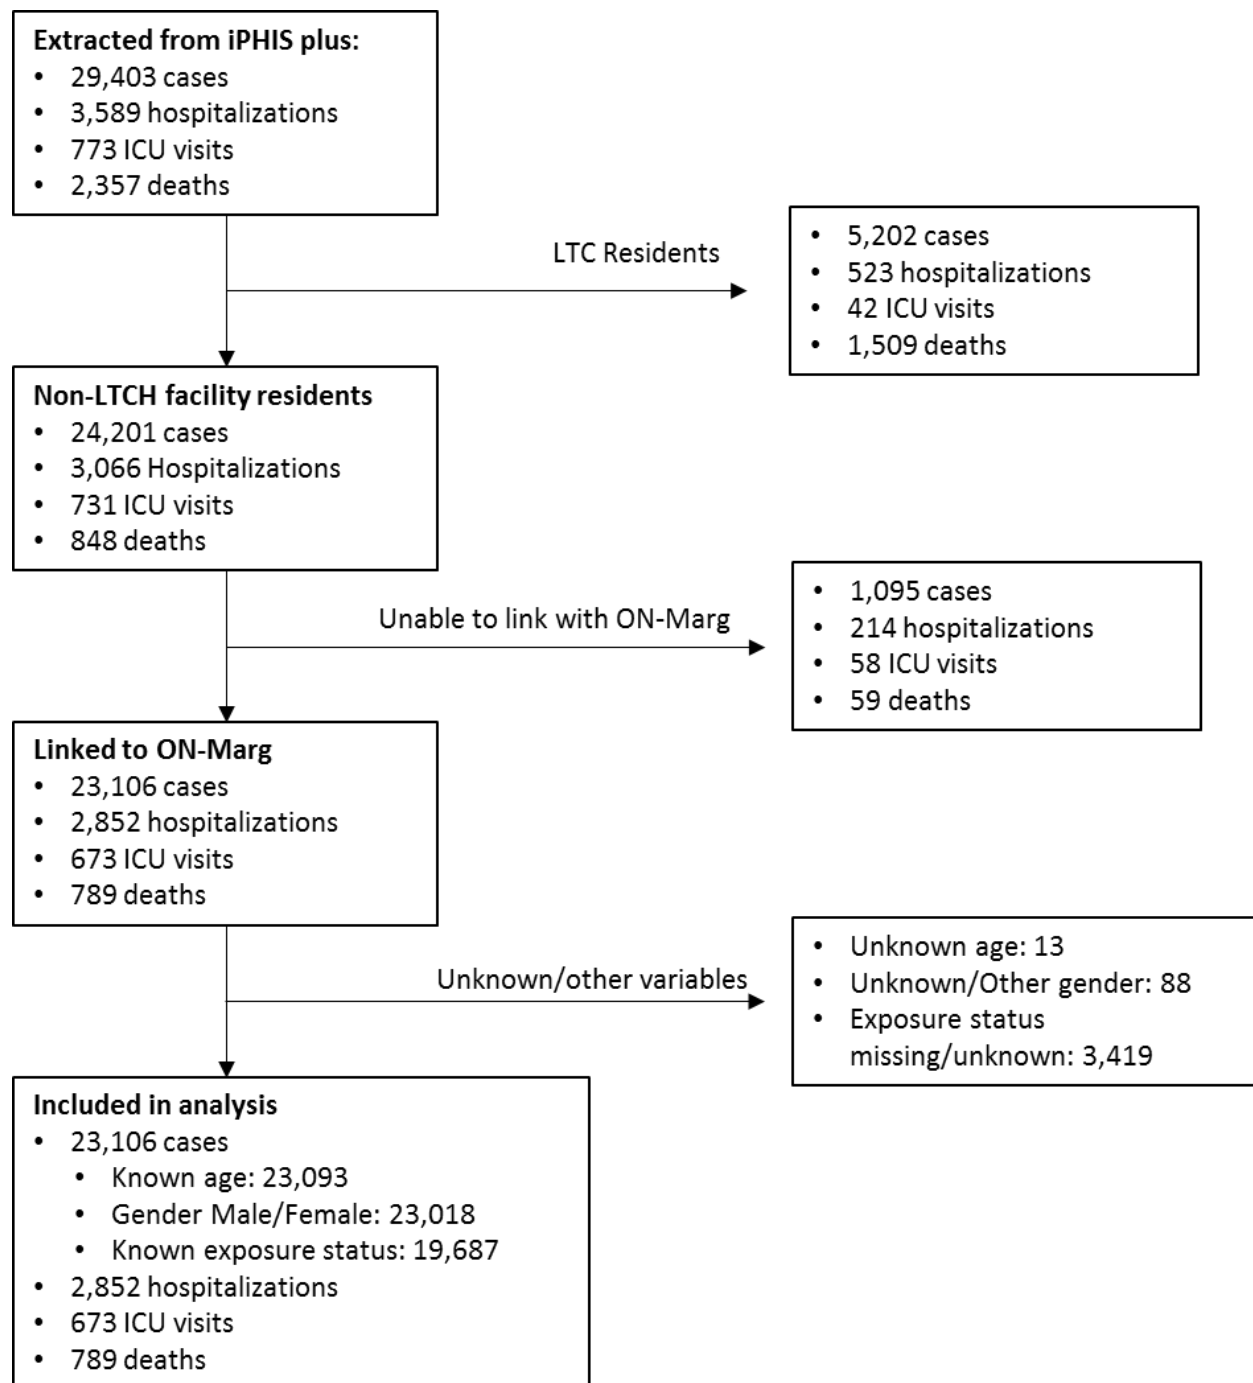 Extracted from iPHIS plus:
• 29,403 cases
• 3,589 hospitalizations
• 773 ICU visits
• 2,357 deaths
LTC Residents
• 5,202 cases
• 523 hospitalizations
• 42 ICU visits
• 1,509 deaths
Non-LTCH facility residents
• 24,201 cases
• 3,066 Hospitalizations
• 731 ICU visits
• 848 deaths
Unable to link with ON-Marg
• 1,095 cases
• 214 hospitalizations
• 58 ICU visits
• 59 deaths
Linked to ON-Marg
• 23,106 cases
• 2,852 hospitalizations
• 673 ICU visits
• 789 deaths
Unknown/other variables
• Unknown age: 13
• Unknown/Other gender: 88
• Exposure status
missing/unknown: 3,419
Included in analysis
• 23,106 cases
• Known age: 23,093
• Gender Male/Female: 23,018
• Known exposure status: 19,687
• 2,852 hospitalizations
• 673 ICU visits
• 789 deaths